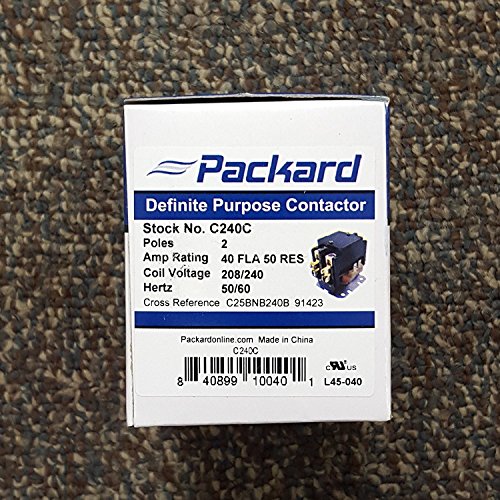 Packard
Definite Purpose Contactor
Stock No. C240C
Poles 2
Amp Rating 40 FLA 50 RES
Coil Voltage 208/240
Hertz 50/60
Cross Reference C25BNB240B 91423
Packardonline.com Made in China
C240C
8 40899 10040 1
c UL US
L45-040